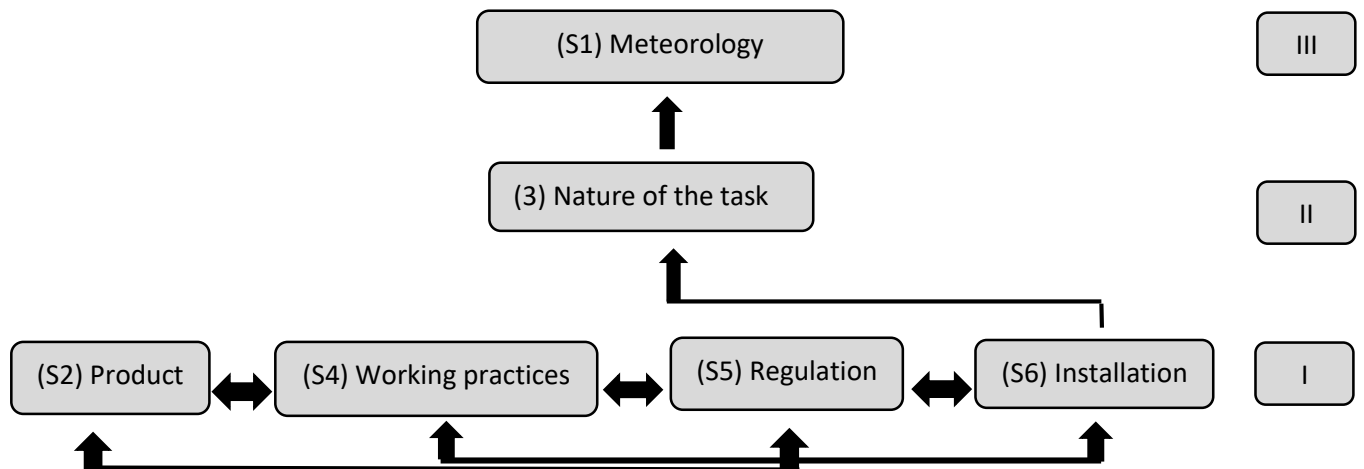 (S1) Meteorology
III
(3) Nature of the task
II
(S2) Product
(S4) Working practices
(S5) Regulation
(S6) Installation
I